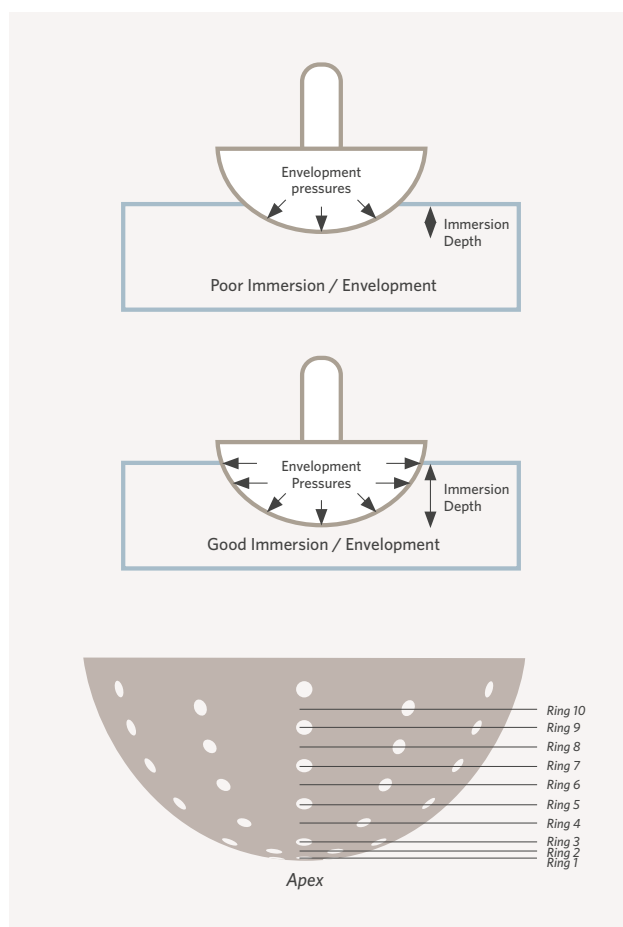 Envelopment
pressures
Immersion
Depth
Poor Immersion / Envelopment
Envelopment
Pressures
Immersion
Depth
Good Immersion / Envelopment
Ring 10
Ring 9
Ring 8
Ring 7
Ring 6
Ring 5
Ring 4
Ring 3
Ring 2
Ring 1
Apex